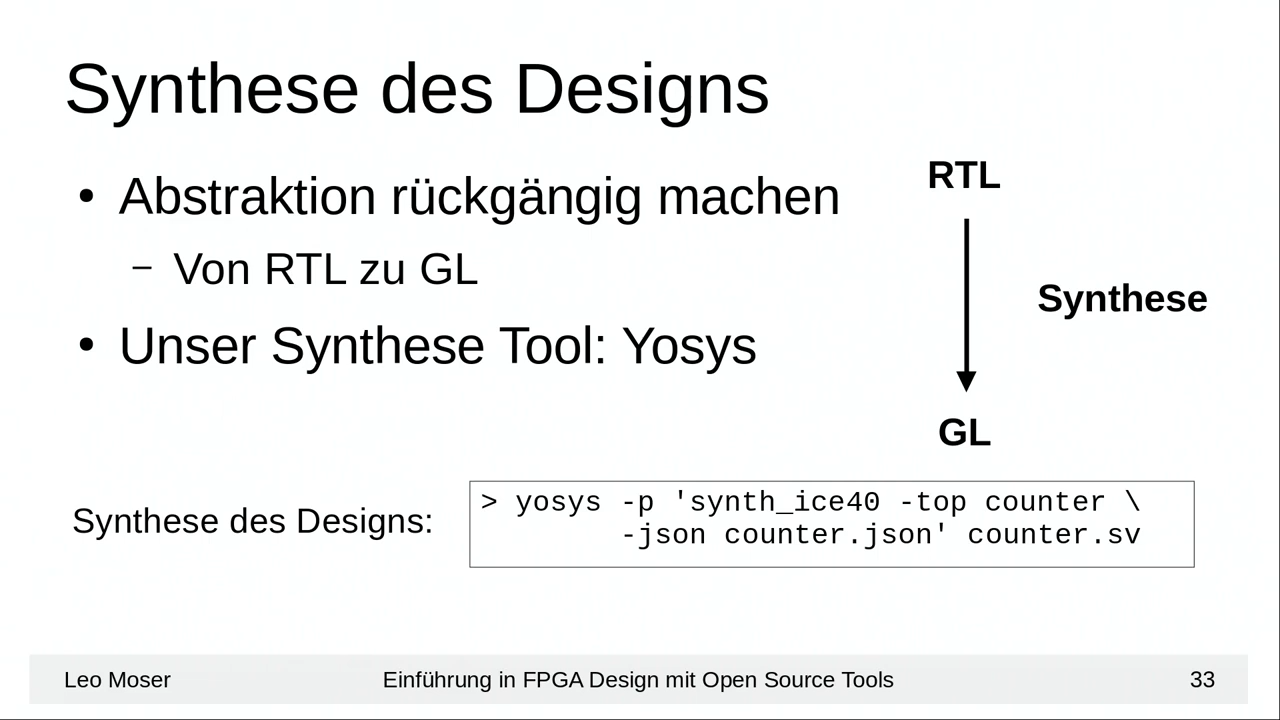 Synthese des Designs
• Abstraktion rückgängig machen
– Von RTL zu GL
• Unser Synthese Tool: Yosys
RTL
Synthese
GL
Synthese des Designs:
> yosys -p 'synth_ice40 -top counter \
-json counter.json' counter.sv
Leo Moser
Einführung in FPGA Design mit Open Source Tools
33